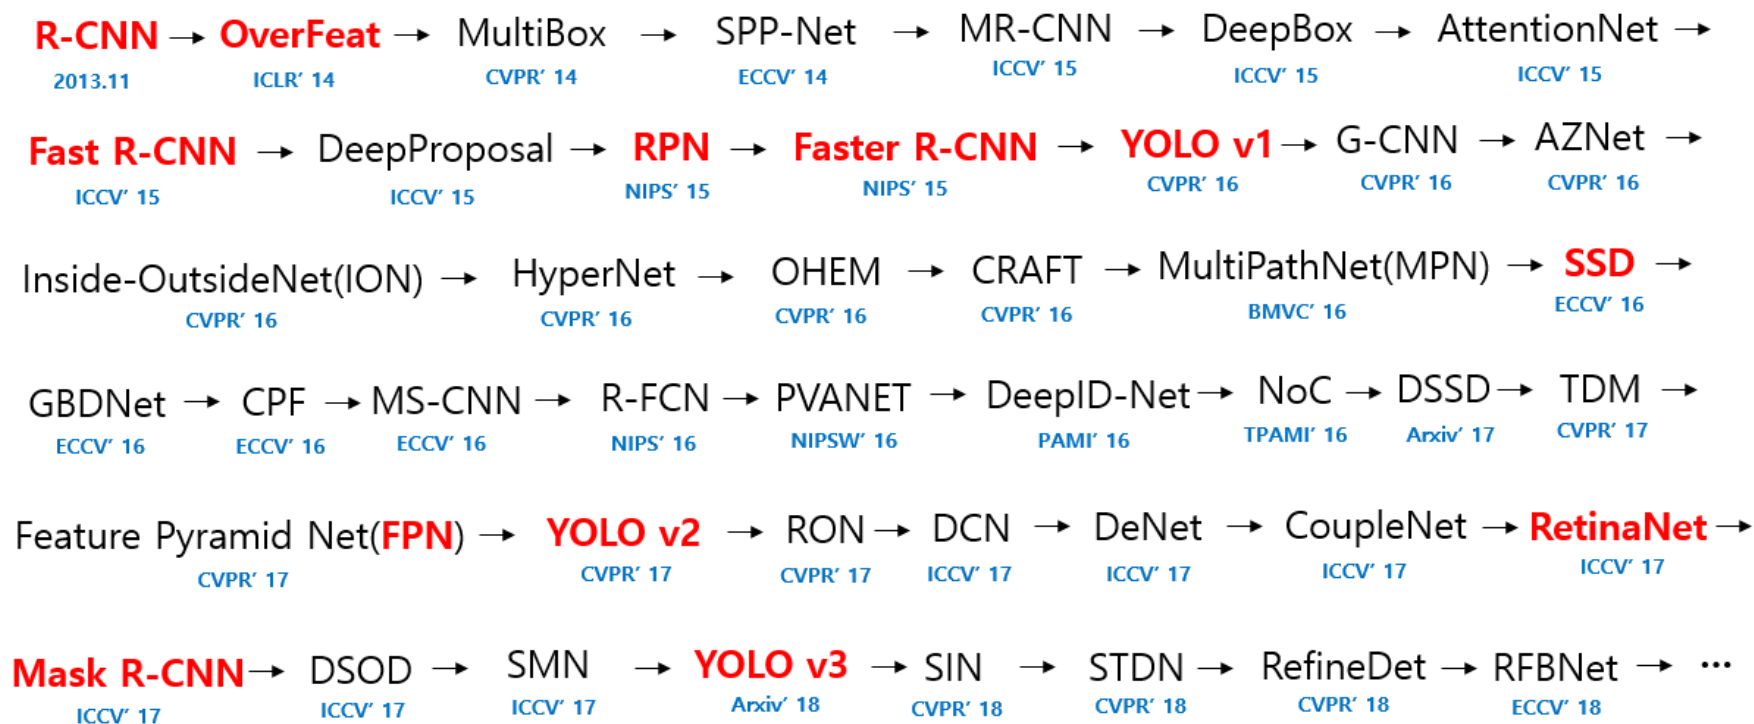 R-CNN → OverFeat → MultiBox → SPP-Net → MR-CNN → DeepBox → AttentionNet →
2013.11 ICLR’ 14 CVPR’ 14 ECCV’ 14 ICCV’ 15 ICCV’ 15 ICCV’ 15
Fast R-CNN → DeepProposal → RPN → Faster R-CNN → YOLO v1 → G-CNN → AZNet →
ICCV’ 15 ICCV’ 15 NIPS’ 15 NIPS’ 15 CVPR’ 16 CVPR’ 16 CVPR’ 16
Inside-OutsideNet(ION) → HyperNet → OHEM → CRAFT → MultiPathNet(MPN) → SSD →
CVPR’ 16 CVPR’ 16 CVPR’ 16 CVPR’ 16 BMVC’ 16 ECCV’ 16
GBDNet → CPF → MS-CNN → R-FCN → PVANET → DeepID-Net → NoC → DSSD → TDM →
ECCV’ 16 ECCV’ 16 ECCV’ 16 NIPS’ 16 NIPSW’ 16 PAMI’ 16 TPAMI’ 16 Arxiv’ 17 CVPR’ 17
Feature Pyramid Net(FPN) → YOLO v2 → RON → DCN → DeNet → CoupleNet → RetinaNet →
CVPR’ 17 CVPR’ 17 CVPR’ 17 ICCV’ 17 ICCV’ 17 ICCV’ 17 ICCV’ 17
Mask R-CNN → DSOD → SMN → YOLO v3 → SIN → STDN → RefineDet → RFBNet → ···
ICCV’ 17 ICCV’ 17 ICCV’ 17 Arxiv’ 18 CVPR’ 18 CVPR’ 18 CVPR’ 18 ECCV’ 18